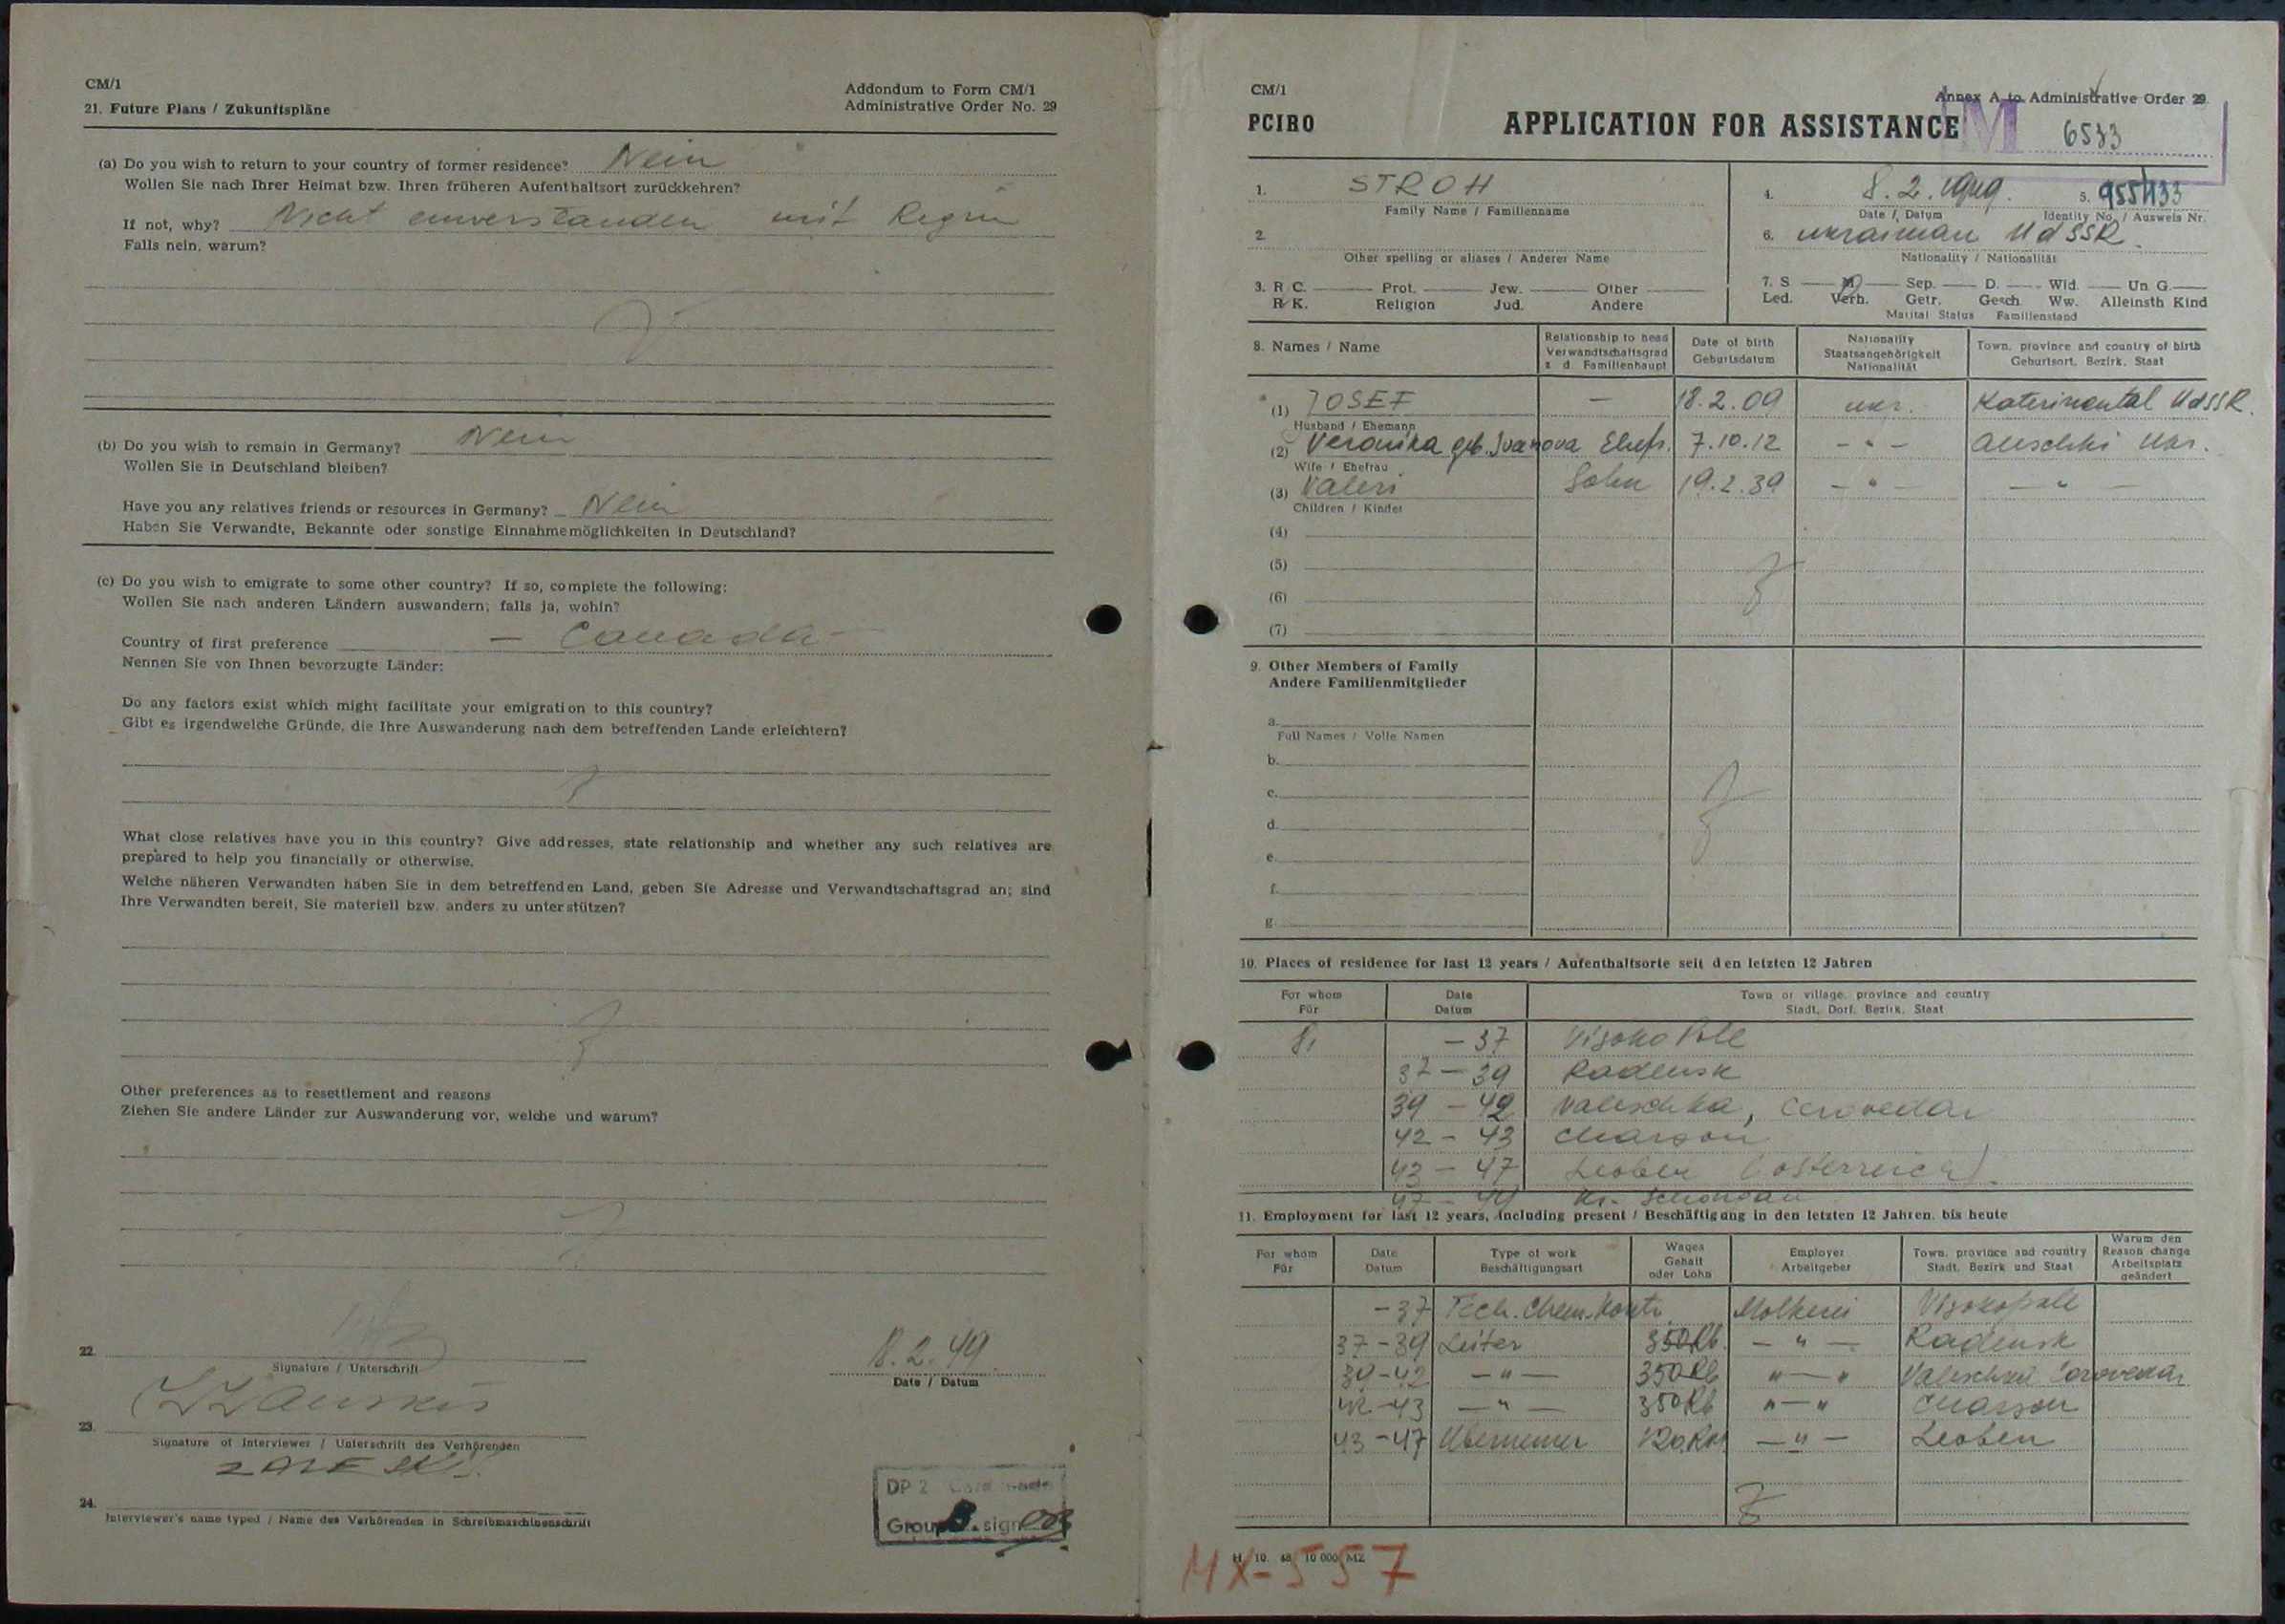 CM/1
Addondum to Form CM/1
21. Future Plans / Zukunftspläne
Administrative Order No. 29
(a) Do you wish to return to your country of former residence? Nein
Wollen Sie nach Ihrer Heimat bzw. Ihren früheren Aufenthaltsort zurückkehren?
If not, why? Nicht einverstanden mit Regim
Falls nein, warum?
(b) Do you wish to remain in Germany? Nein
Wollen Sie in Deutschland bleiben?
Have you any relatives friends or resources in Germany? Nein
Haben Sie Verwandte, Bekannte oder sonstige Einnahmemöglichkeiten in Deutschland?
(c) Do you wish to emigrate to some other country? If so, complete the following:
Wollen Sie nach anderen Ländern auswandern; falls ja, wohin?
Country of first preference – Canada –
Nennen Sie von Ihnen bevorzugte Länder:
Do any factors exist which might facilitate your emigration to this country?
Gibt es irgendwelche Gründe, die Ihre Auswanderung nach dem betreffenden Lande erleichtern?
What close relatives have you in this country? Give addresses, state relationship and whether any such relatives are
prepared to help you financially or otherwise.
Welche näheren Verwandten haben Sie in dem betreffenden Land, geben Sie Adresse und Verwandtschaftsgrad an; sind
Ihre Verwandten bereit, Sie materiell bzw. anders zu unterstützen?
Other preferences as to resettlement and reasons
Ziehen Sie andere Länder zur Auswanderung vor, welche und warum?
22.
Signature / Unterschrift
8.2.49.
Date / Datum
23.
Signature of Interviewer / Unterschrift des Verhörenden
24.
Interviewer's name typed / Name des Verhörenden in Schreibmaschinenschrift
DP 2 Card made
Group sign
CM/1
Annex A to Administrative Order 29.
PCIRO APPLICATION FOR ASSISTANCE
M 6533
1. STROH
Family Name / Familienname
4. 8.2.1949. 5. 955133
Date / Datum Identity No. / Ausweis Nr.
2.
Other spelling or aliases / Anderer Name
6. ukrainian UdSSR.
Nationality / Nationalität
3. R C. Prot. Jew. Other
R/K. Religion Jud. Andere
7. S M Sep. D. Wid. Un G.
Led. Verh. Getr. Gesch Ww. Alleinsth Kind
Marital Status Familienstand
8. Names / Name
Relationship to head
Verwandtschaftsgrad
z d Familienhaupt
Date of birth
Geburtsdatum
Nationality
Staatsangehörigkeit
Nationalität
Town, province and country of birth
Geburtsort, Bezirk, Staat
(1) JOSEF – 18.2.09 ukr. Katerinental UdSSR.
Husband / Ehemann
(2) Veronika geb. Ivanova Ehefr. 7.10.12 – " – Aleschki Ukr.
Wife / Ehefrau
(3) Valeri Sohn 19.2.39 – " – – " –
Children / Kinder
(4)
(5)
(6)
(7)
9. Other Members of Family
Andere Familienmitglieder
a.
Full Names / Volle Namen
b.
c.
d.
e.
f.
g.
10. Places of residence for last 12 years / Aufenthaltsorte seit den letzten 12 Jahren
For whom
Für
Date
Datum
Town or village, province and country
Stadt, Dorf, Bezirk, Staat
– 37 Visoko Pole
37 – 39 Radensk
39 – 42 Valeschka,
42 – 43 Charson
43 – 47 Leoben (Österreich).
47 – 49 Kr. Schongau
11. Employment for last 12 years, including present / Beschäftigung in den letzten 12 Jahren, bis heute
For whom
Für
Date
Datum
Type of work
Beschäftigungsart
Wages
Gehalt
oder Lohn
Employer
Arbeitgeber
Town, province and country
Stadt, Bezirk und Staat
Warum den
Reason change
Arbeitsplatz
geändert
– 37 Tech. Chem. Kontr. Molkerei Visokopole
37 – 39 Leiter 350 Rb. – " – Radensk
39 – 42 – " – 350 Rb " – "
42 – 43 – " – 350 Rb " – " Charson
43 – 47 120 RM – " – Leoben
H 10. 48 10 000 MZ
MX-557